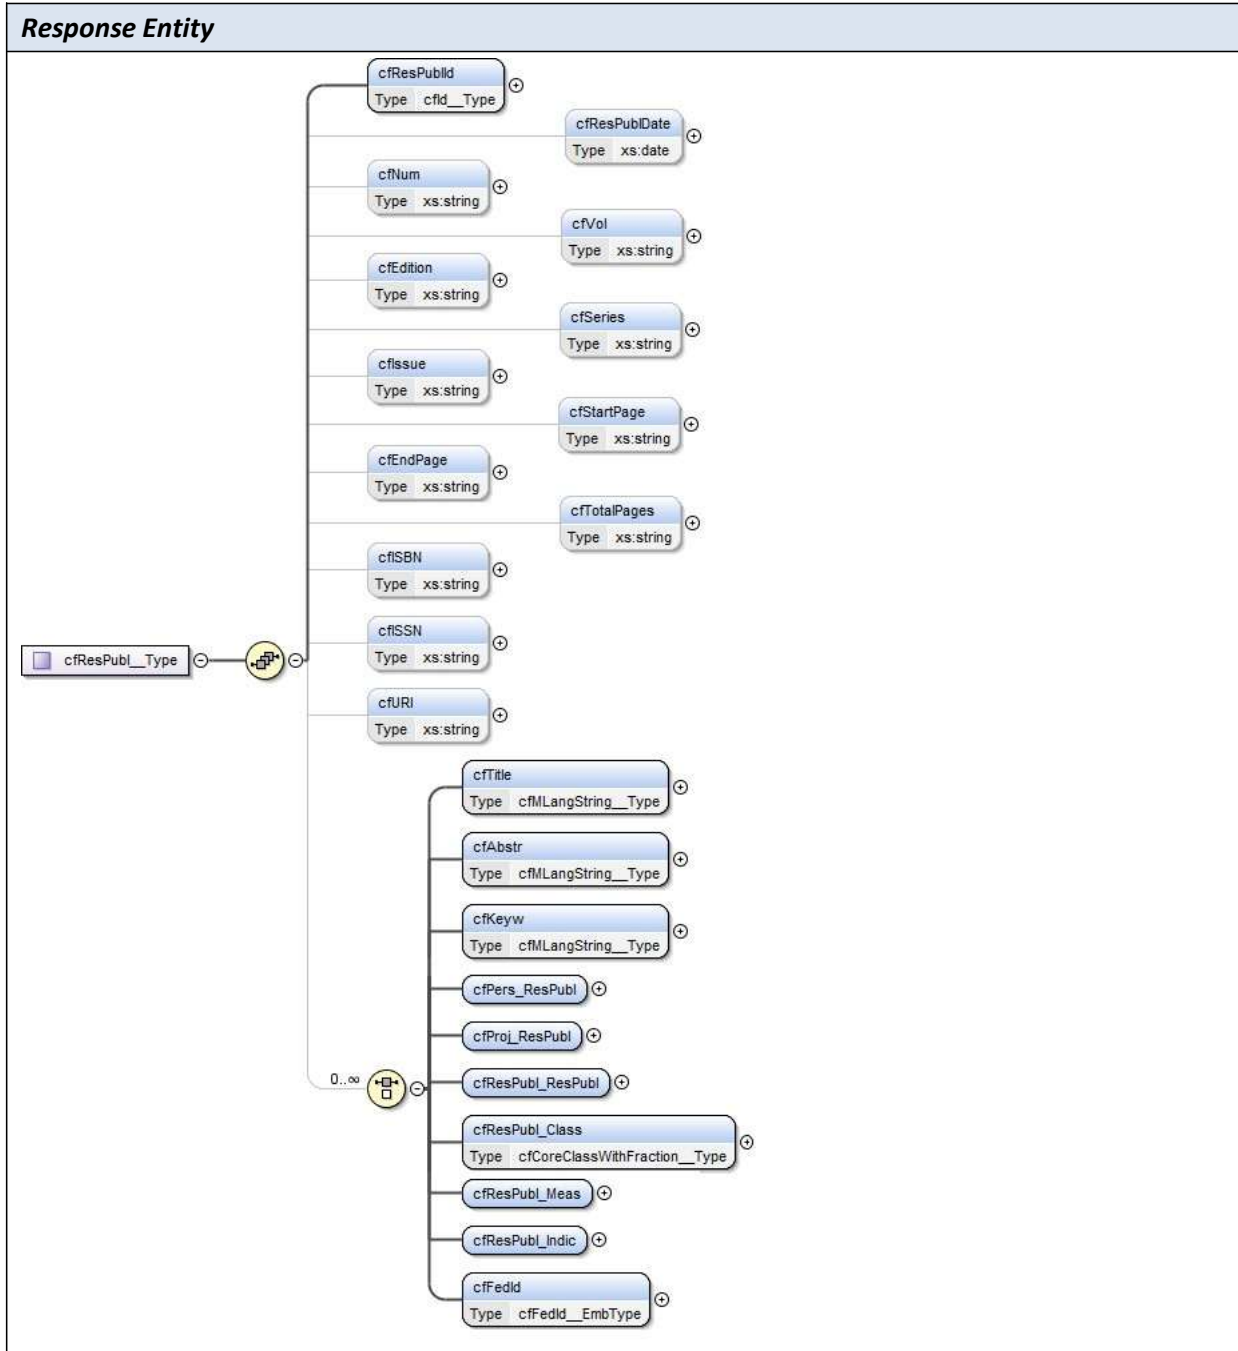 Response Entity
cfResPublId
Type cfId__Type
cfResPublDate
Type xs:date
cfNum
Type xs:string
cfVol
Type xs:string
cfEdition
Type xs:string
cfSeries
Type xs:string
cfIssue
Type xs:string
cfStartPage
Type xs:string
cfEndPage
Type xs:string
cfTotalPages
Type xs:string
cfISBN
Type xs:string
cfISSN
Type xs:string
cfResPubl__Type
cfURI
Type xs:string
cfTitle
Type cfMLangString__Type
cfAbstr
Type cfMLangString__Type
cfKeyw
Type cfMLangString__Type
cfPers_ResPubl
cfProj_ResPubl
0..∞
cfResPubl_ResPubl
cfResPubl_Class
Type cfCoreClassWithFraction__Type
cfResPubl_Meas
cfResPubl_Indic
cfFedId
Type cfFedId__EmbType